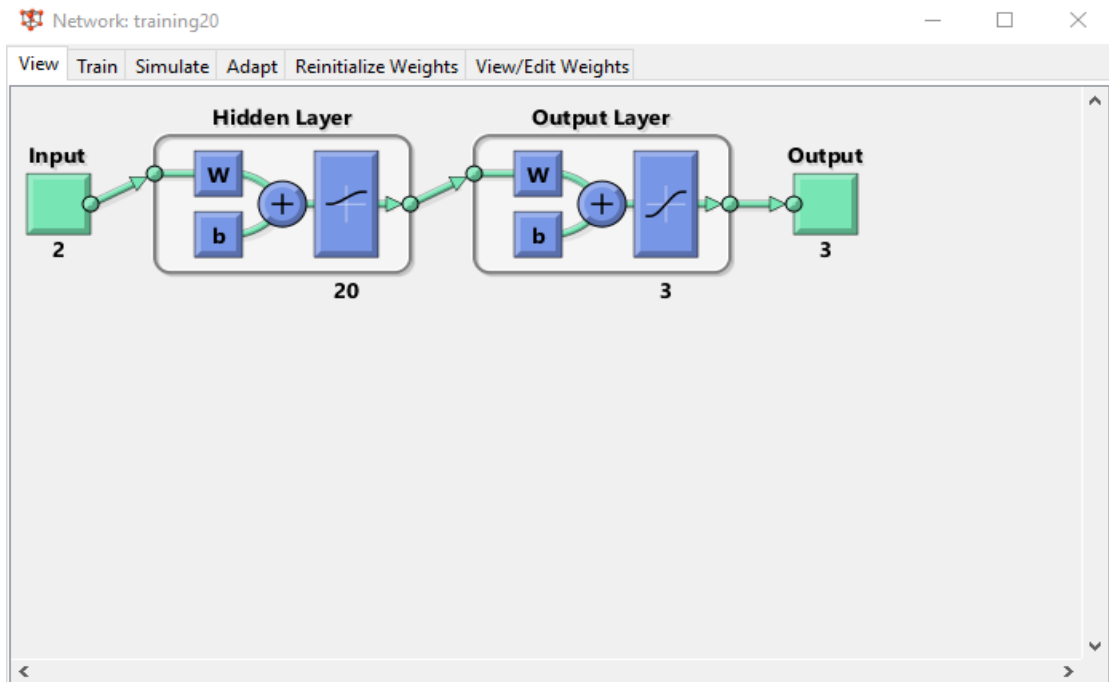 Network: training20
View Train Simulate Adapt Reinitialize Weights View/Edit Weights
Hidden Layer Output Layer
Input Output
W W
b b
2 3
20 3